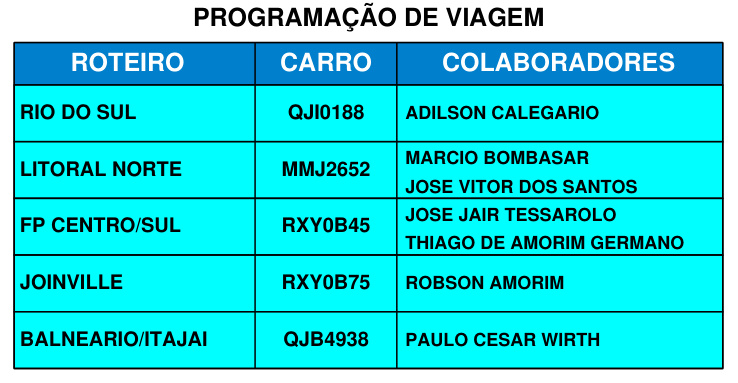 PROGRAMAÇÃO DE VIAGEM
ROTEIRO CARRO COLABORADORES
RIO DO SUL QJI0188 ADILSON CALEGARIO
LITORAL NORTE MMJ2652 MARCIO BOMBASAR
JOSE VITOR DOS SANTOS
FP CENTRO/SUL RXY0B45 JOSE JAIR TESSAROLO
THIAGO DE AMORIM GERMANO
JOINVILLE RXY0B75 ROBSON AMORIM
BALNEARIO/ITAJAI QJB4938 PAULO CESAR WIRTH